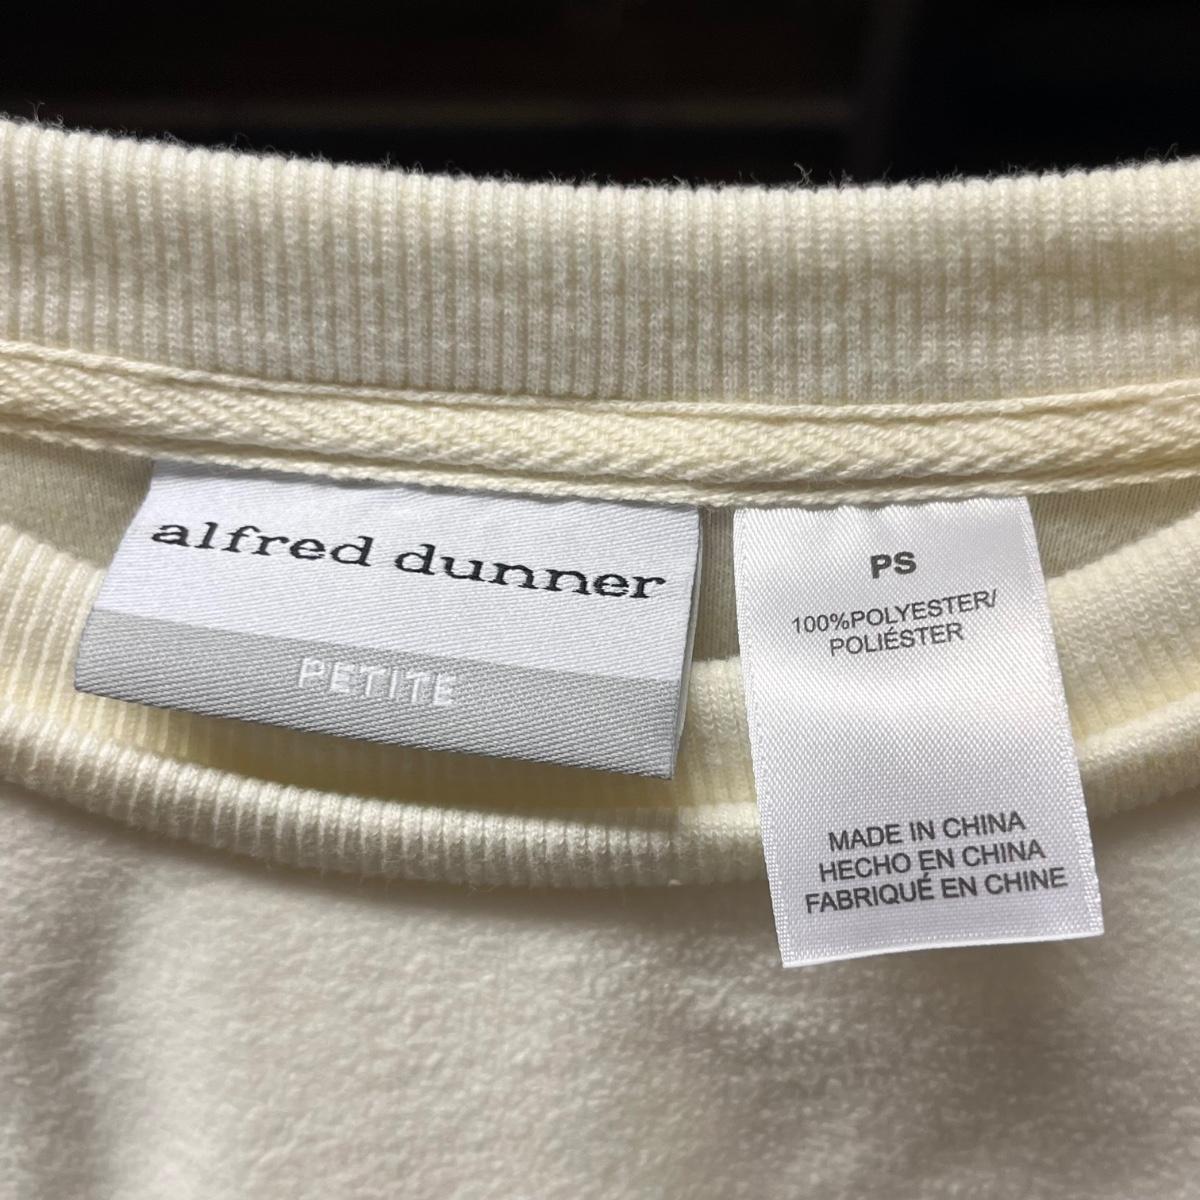 alfred dunner
PETITE
PS
100%POLYESTER/
POLIÉSTER
MADE IN CHINA
HECHO EN CHINA
FABRIQUÉ EN CHINE